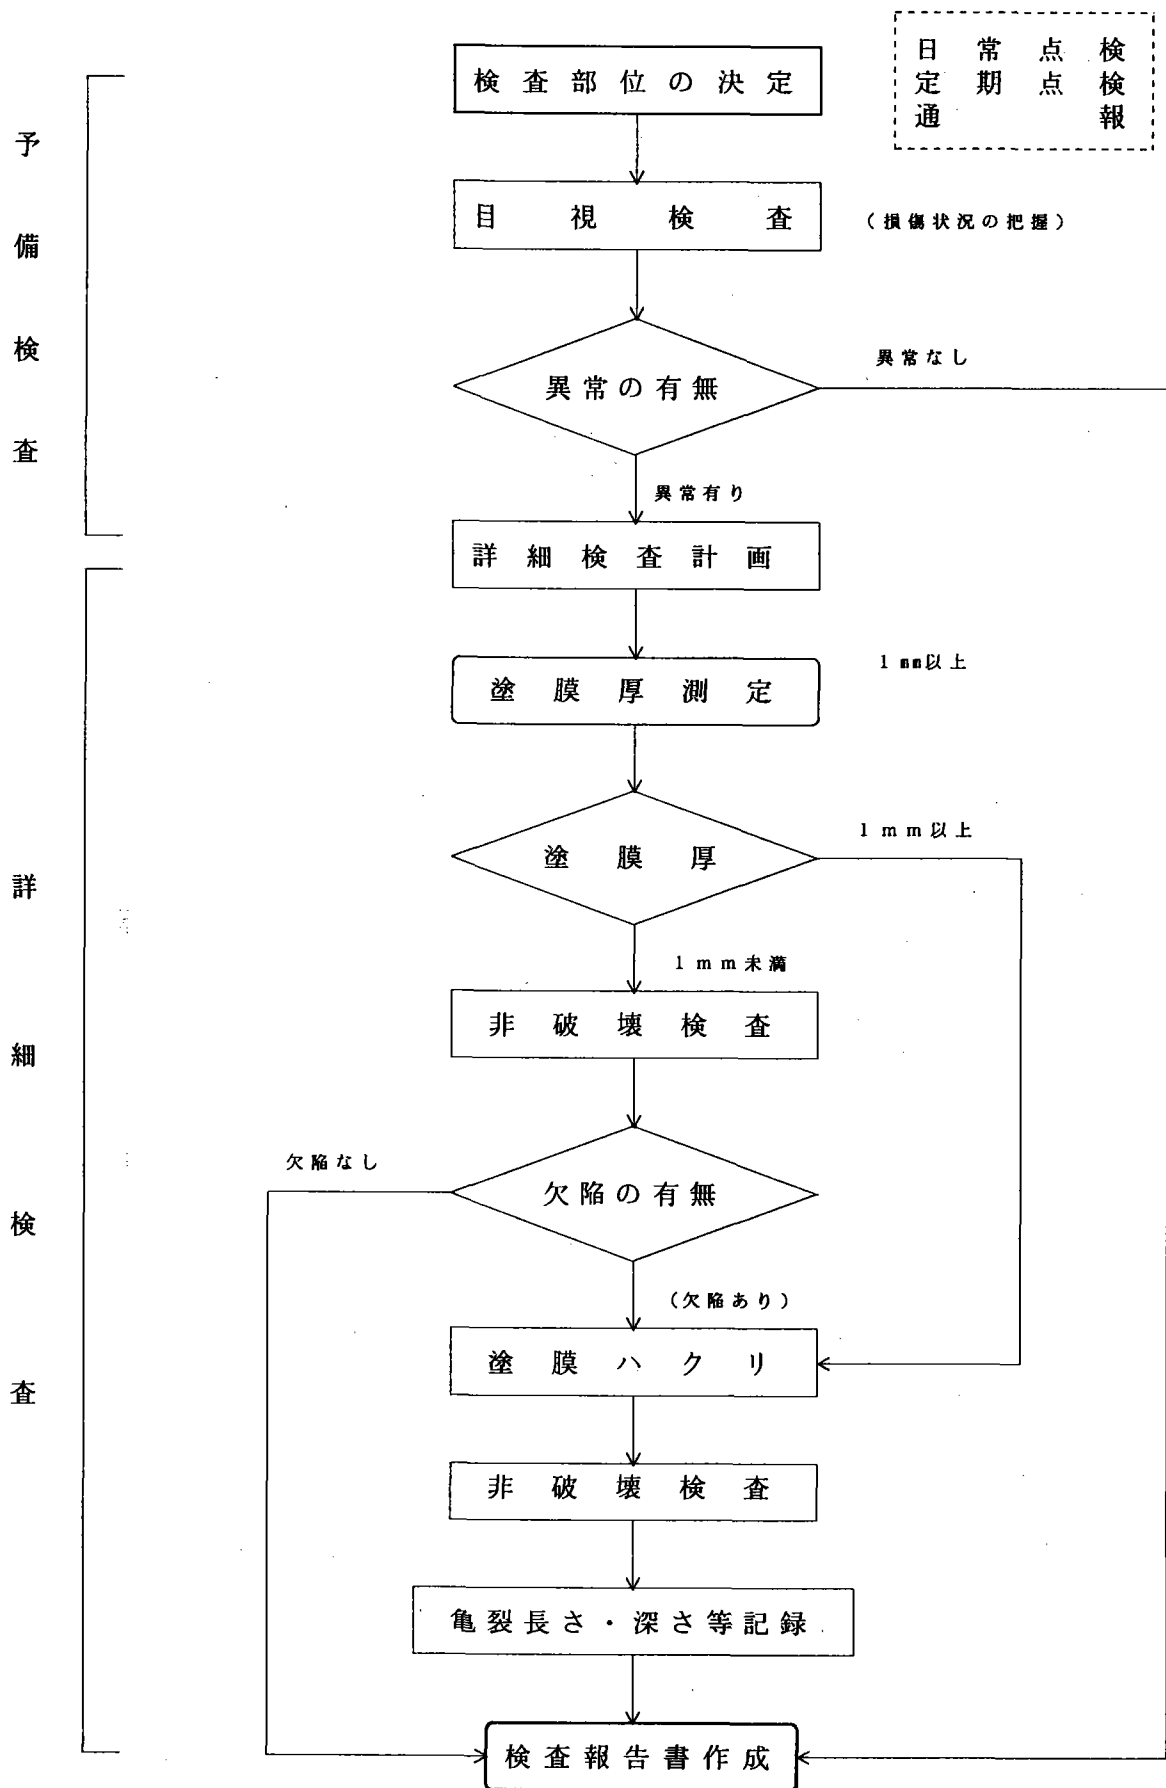 日常点検
定期点検
通報
検査部位の決定
予備検査
目視検査
(損傷状況の把握)
異常の有無
異常なし
異常有り
詳細検査計画
1mm以上
塗膜厚測定
塗膜厚
1mm以上
詳細検査
1mm未満
非破壊検査
欠陥なし
欠陥の有無
(欠陥あり)
塗膜ハクリ
非破壊検査
亀裂長さ・深さ等記録
検査報告書作成